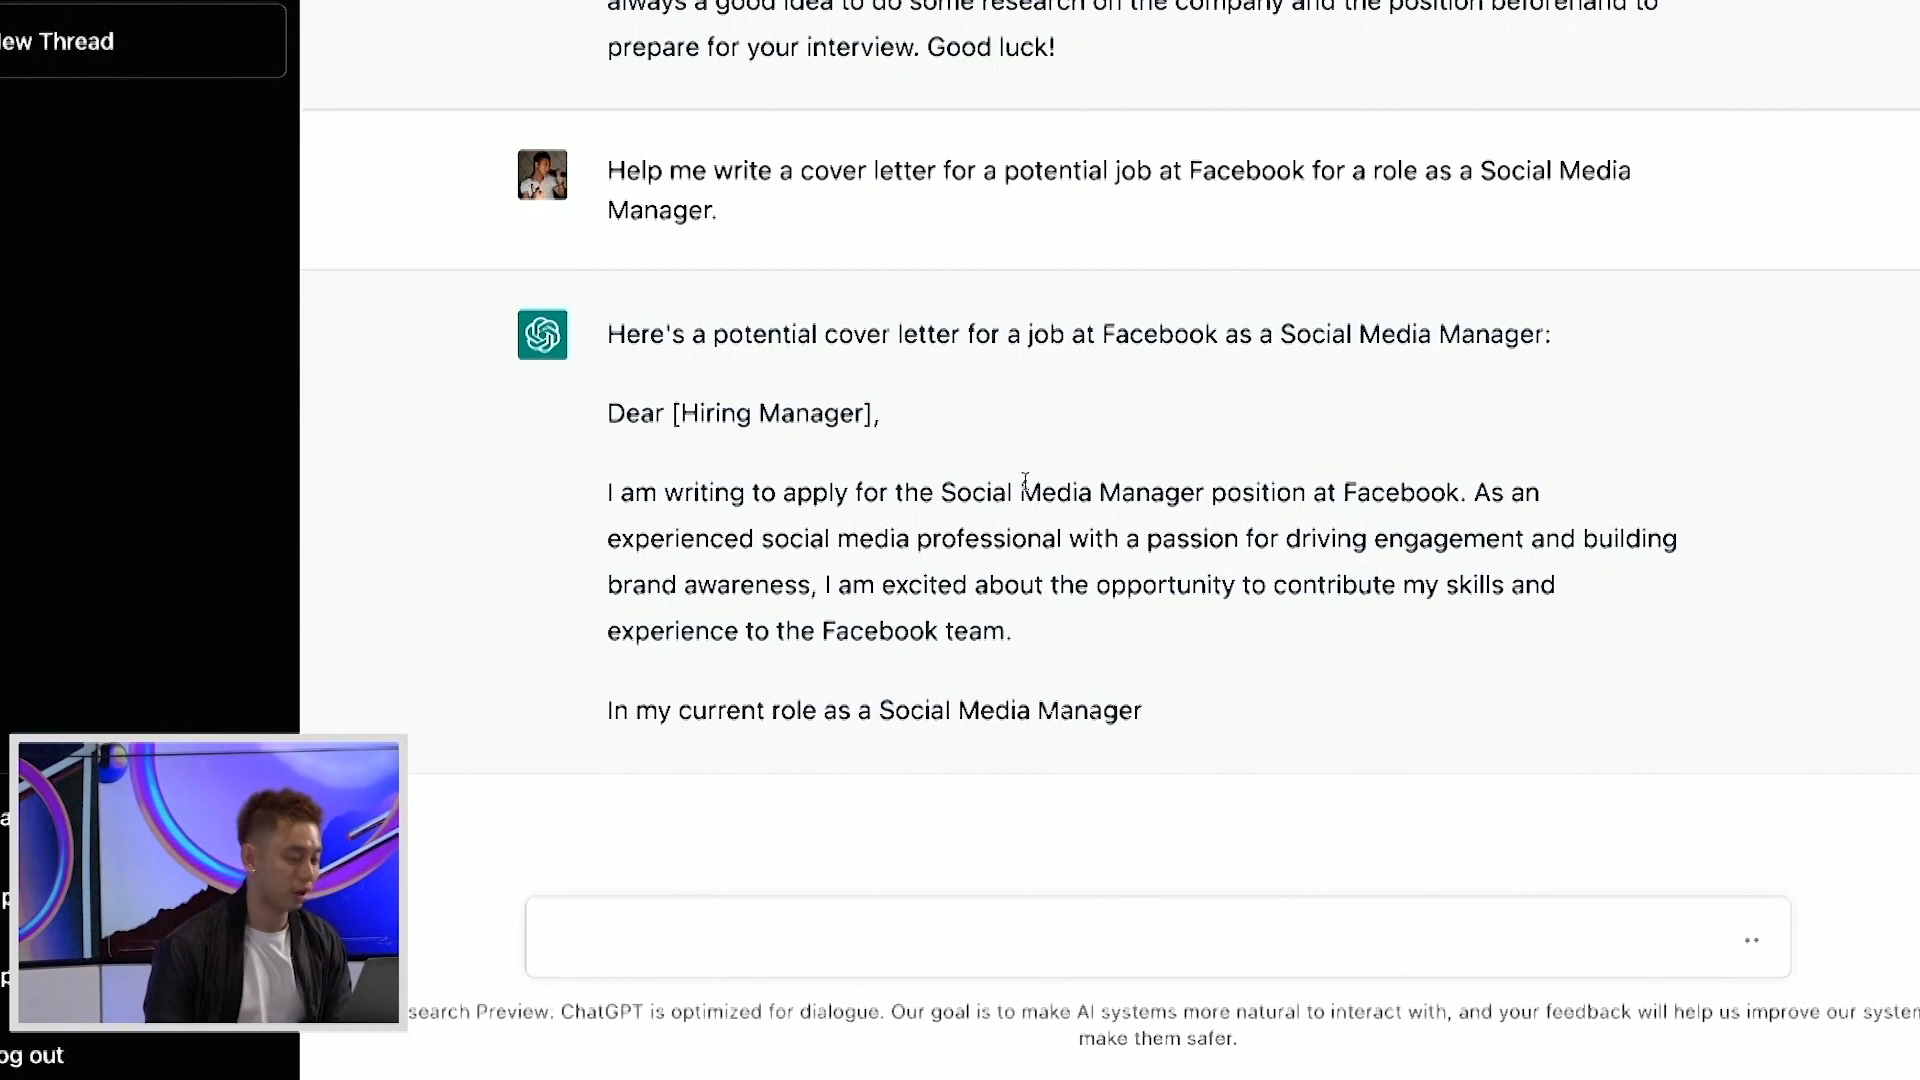 New Thread
always a good idea to do some research on the company and the position beforehand to
prepare for your interview. Good luck!
Help me write a cover letter for a potential job at Facebook for a role as a Social Media
Manager.
Here's a potential cover letter for a job at Facebook as a Social Media Manager:
Dear [Hiring Manager],
I am writing to apply for the Social Media Manager position at Facebook. As an
experienced social media professional with a passion for driving engagement and building
brand awareness, I am excited about the opportunity to contribute my skills and
experience to the Facebook team.
In my current role as a Social Media Manager
search Preview. ChatGPT is optimized for dialogue. Our goal is to make AI systems more natural to interact with, and your feedback will help us improve our system
make them safer.
og out